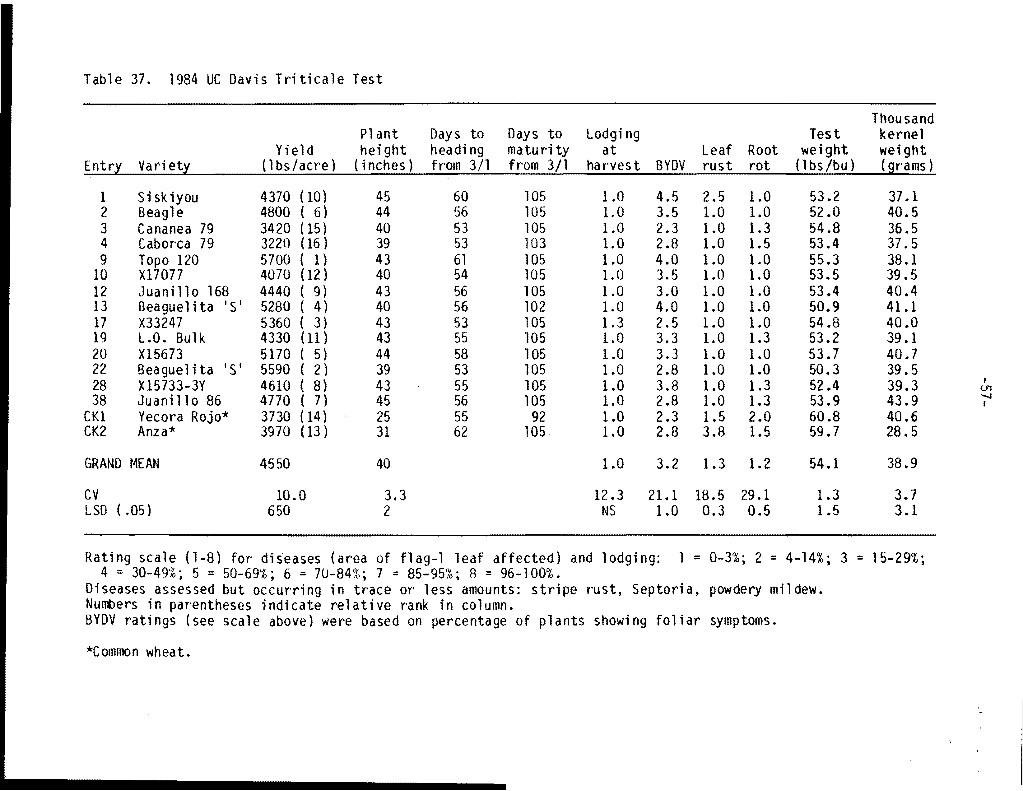 Table 37. 1984 UC Davis Triticale Test
Thousand
Plant Days to Days to Lodging Test kernel
Yield height heading maturity at Leaf Root weight weight
Entry Variety (lbs/acre) (inches) from 3/1 from 3/1 harvest BYDV rust rot (lbs/bu) (grams)
1 Siskiyou 4370 (10) 45 60 105 1.0 4.5 2.5 1.0 53.2 37.1
2 Beagle 4800 ( 6) 44 56 105 1.0 3.5 1.0 1.0 52.0 40.5
3 Cananea 79 3420 (15) 40 53 105 1.0 2.3 1.0 1.3 54.8 36.5
4 Caborca 79 3220 (16) 39 53 103 1.0 2.8 1.0 1.5 53.4 37.5
9 Topo 120 5700 ( 1) 43 61 105 1.0 4.0 1.0 1.0 55.3 38.1
10 X17077 4070 (12) 40 54 105 1.0 3.5 1.0 1.0 53.5 39.5
12 Juanillo 168 4440 ( 9) 43 56 105 1.0 3.0 1.0 1.0 53.4 40.4
13 Beaguelita 'S' 5280 ( 4) 40 56 102 1.0 4.0 1.0 1.0 50.9 41.1
17 X33247 5360 ( 3) 43 53 105 1.3 2.5 1.0 1.0 54.8 40.0
19 L.O. Bulk 4330 (11) 43 55 105 1.0 3.3 1.0 1.3 53.2 39.1
20 X15673 5170 ( 5) 44 58 105 1.0 3.3 1.0 1.0 53.7 40.7
22 Beaguelita 'S' 5590 ( 2) 39 53 105 1.0 2.8 1.0 1.0 50.3 39.5
28 X15733-3Y 4610 ( 8) 43 55 105 1.0 3.8 1.0 1.3 52.4 39.3
38 Juanillo 86 4770 ( 7) 45 56 105 1.0 2.8 1.0 1.3 53.9 43.9
CK1 Yecora Rojo* 3730 (14) 25 55 92 1.0 2.3 1.5 2.0 60.8 40.6
CK2 Anza* 3970 (13) 31 62 105 1.0 2.8 3.8 1.5 59.7 28.5
GRAND MEAN 4550 40 1.0 3.2 1.3 1.2 54.1 38.9
CV 10.0 3.3 12.3 21.1 18.5 29.1 1.3 3.7
LSD (.05) 650 2 NS 1.0 0.3 0.5 1.5 3.1
Rating scale (1-8) for diseases (area of flag-1 leaf affected) and lodging: 1 = 0-3%; 2 = 4-14%; 3 = 15-29%;
4 = 30-49%; 5 = 50-69%; 6 = 70-84%; 7 = 85-95%; 8 = 96-100%.
Diseases assessed but occurring in trace or less amounts: stripe rust, Septoria, powdery mildew.
Numbers in parentheses indicate relative rank in column.
BYDV ratings (see scale above) were based on percentage of plants showing foliar symptoms.
*Common wheat.
-57-